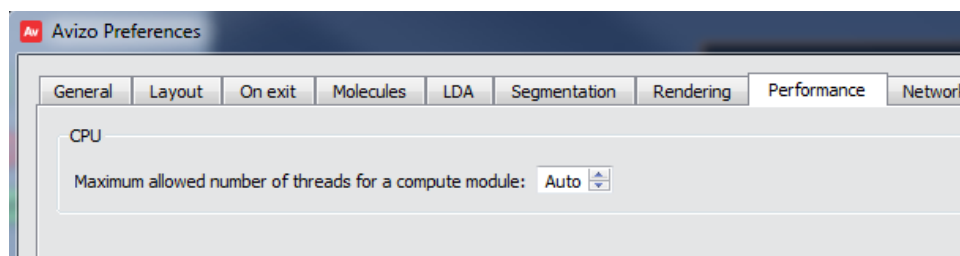 Av Avizo Preferences
General Layout On exit Molecules LDA Segmentation Rendering Performance Networ
CPU
Maximum allowed number of threads for a compute module: Auto